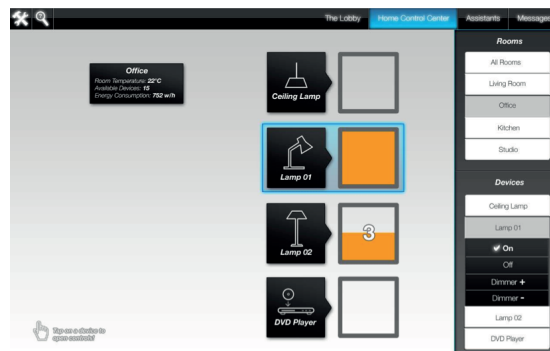 The Lobby
Home Control Center
Assistants
Messages
Office
Room Temparature: 22°C
Available Devices: 15
Energy Consumption: 752 w/h
Ceiling Lamp
Lamp 01
Lamp 02
3
DVD Player
Tap on a device to
open controls!
Rooms
All Rooms
Living Room
Office
Kitchen
Studio
Devices
Ceiling Lamp
Lamp 01
On
Off
Dimmer +
Dimmer -
Lamp 02
DVD Player